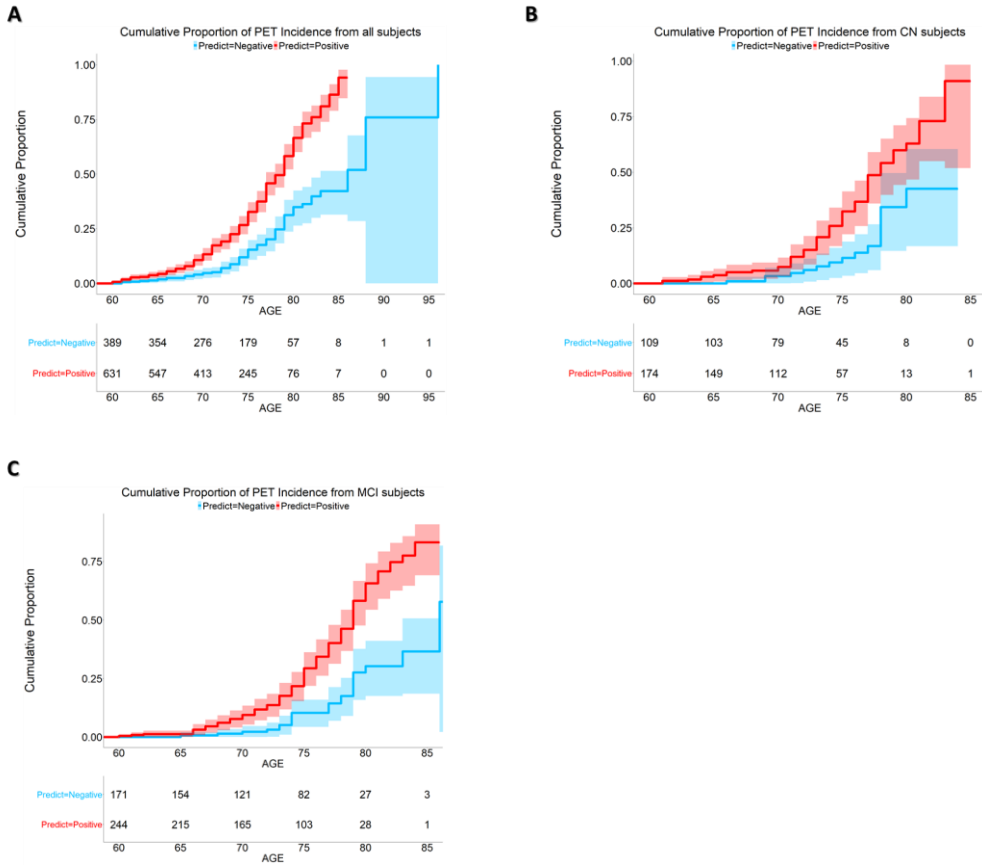 A
Cumulative Proportion of PET Incidence from all subjects
Predict=Negative Predict=Positive
1.00
0.75
0.50
0.25
0.00
Cumulative Proportion
60 65 70 75 80 85 90 95
AGE
Predict=Negative 389 354 276 179 57 8 1 1
Predict=Positive 631 547 413 245 76 7 0 0
60 65 70 75 80 85 90 95
AGE
B
Cumulative Proportion of PET Incidence from CN subjects
Predict=Negative Predict=Positive
1.00
0.75
0.50
0.25
0.00
Cumulative Proportion
60 65 70 75 80 85
AGE
Predict=Negative 109 103 79 45 8 0
Predict=Positive 174 149 112 57 13 1
60 65 70 75 80 85
AGE
C
Cumulative Proportion of PET Incidence from MCI subjects
Predict=Negative Predict=Positive
0.75
0.50
0.25
0.00
Cumulative Proportion
60 65 70 75 80 85
AGE
Predict=Negative 171 154 121 82 27 3
Predict=Positive 244 215 165 103 28 1
60 65 70 75 80 85
AGE